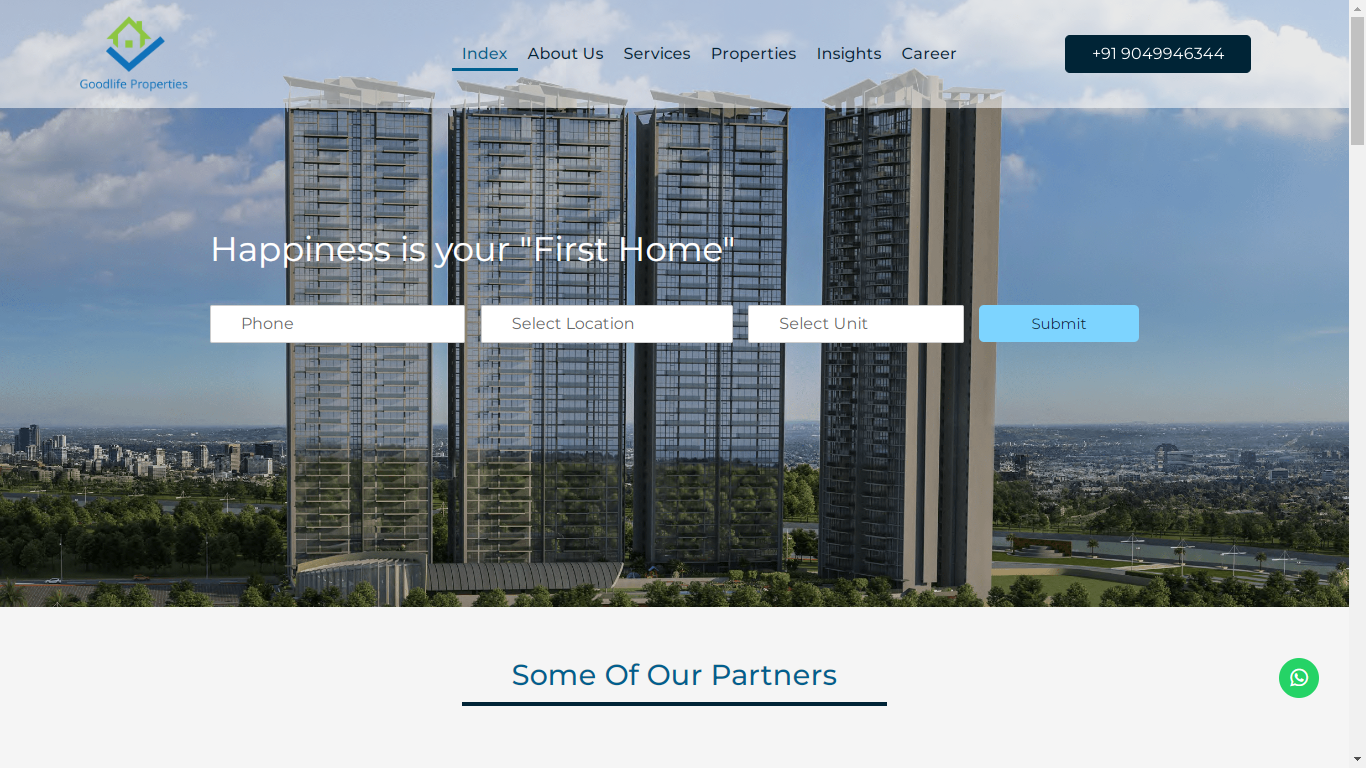 Goodlife Properties
Index About Us Services Properties Insights Career
+91 9049946344
Happiness is your "First Home"
Phone
Select Location
Select Unit
Submit
Some Of Our Partners